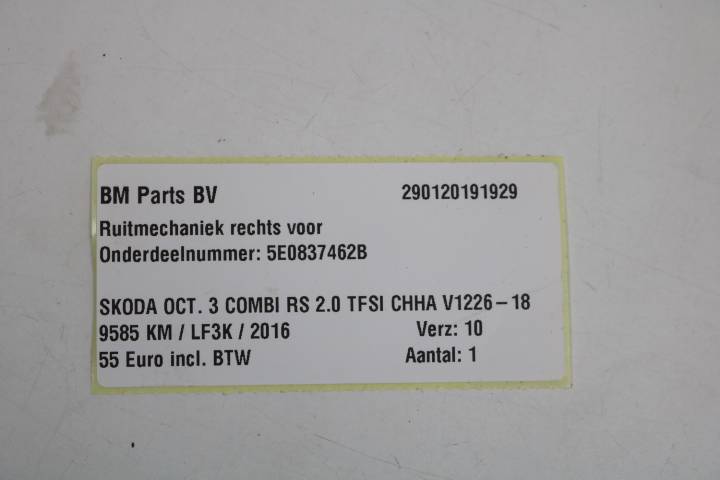 BM Parts BV 290120191929
Ruitmechaniek rechts voor
Onderdeelnummer: 5E0837462B
SKODA OCT. 3 COMBI RS 2.0 TFSI CHHA V1226-18
9585 KM / LF3K / 2016 Verz: 10
55 Euro incl. BTW Aantal: 1